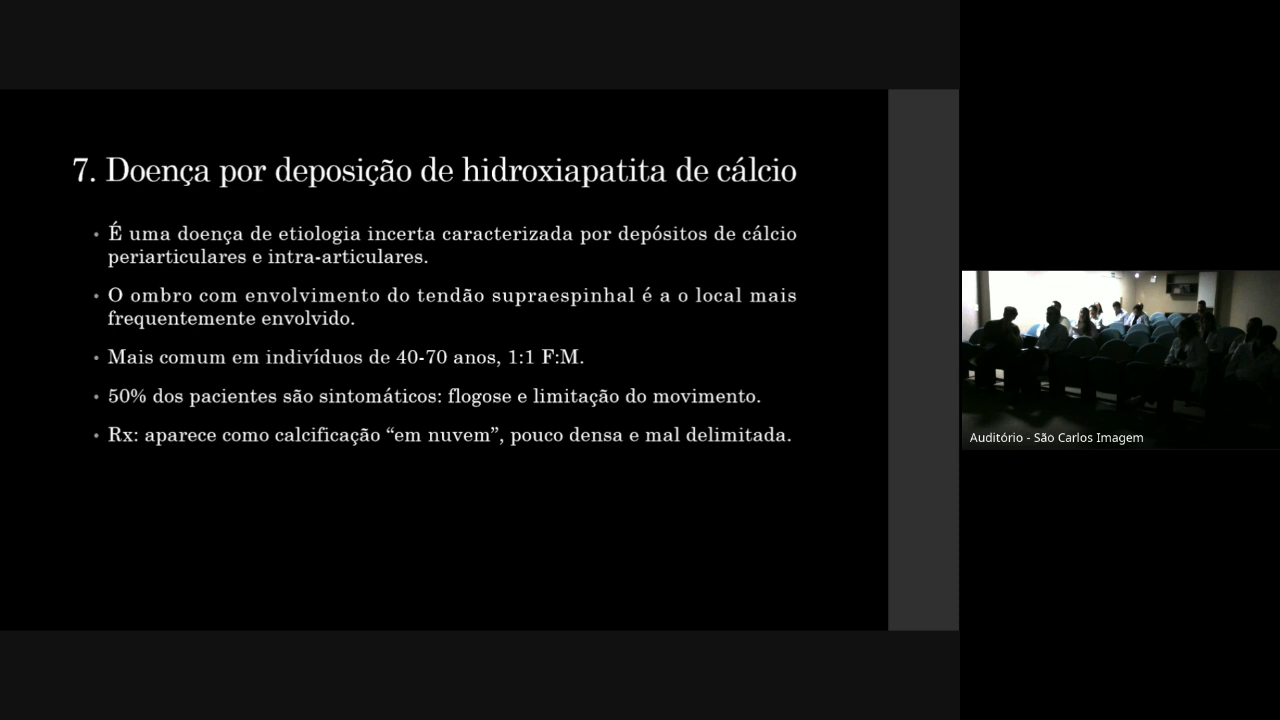 7. Doença por deposição de hidroxiapatita de cálcio
• É uma doença de etiologia incerta caracterizada por depósitos de cálcio
periarticulares e intra-articulares.
• O ombro com envolvimento do tendão supraespinhal é a o local mais
frequentemente envolvido.
• Mais comum em indivíduos de 40-70 anos, 1:1 F:M.
• 50% dos pacientes são sintomáticos: flogose e limitação do movimento.
• Rx: aparece como calcificação “em nuvem”, pouco densa e mal delimitada.
Auditório - São Carlos Imagem